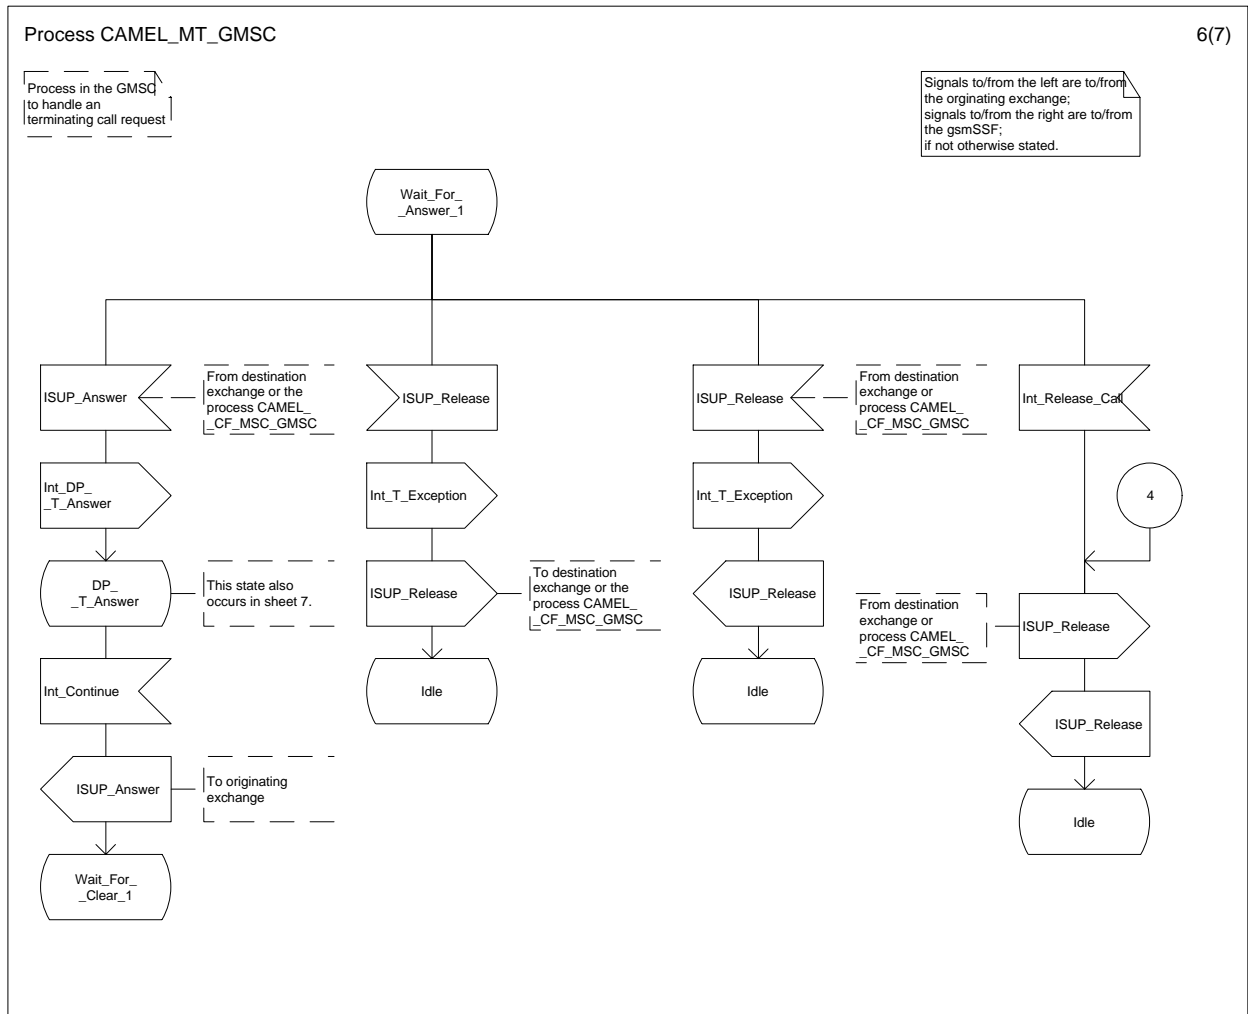 Process CAMEL_MT_GMSC
6(7)
Process in the GMSC
to handle an
terminating call request
Signals to/from the left are to/from
the orginating exchange;
signals to/from the right are to/from
the gsmSSF;
if not otherwise stated.
Wait_For_
_Answer_1
ISUP_Answer
From destination
exchange or the
process CAMEL_
_CF_MSC_GMSC
ISUP_Release
ISUP_Release
From destination
exchange or
process CAMEL_
_CF_MSC_GMSC
Int_Release_Call
Int_DP_
_T_Answer
Int_T_Exception
Int_T_Exception
4
DP_
_T_Answer
This state also
occurs in sheet 7.
ISUP_Release
To destination
exchange or the
process CAMEL_
_CF_MSC_GMSC
ISUP_Release
From destination
exchange or
process CAMEL_
_CF_MSC_GMSC
ISUP_Release
Int_Continue
Idle
Idle
ISUP_Release
ISUP_Answer
To originating
exchange
Idle
Wait_For_
_Clear_1